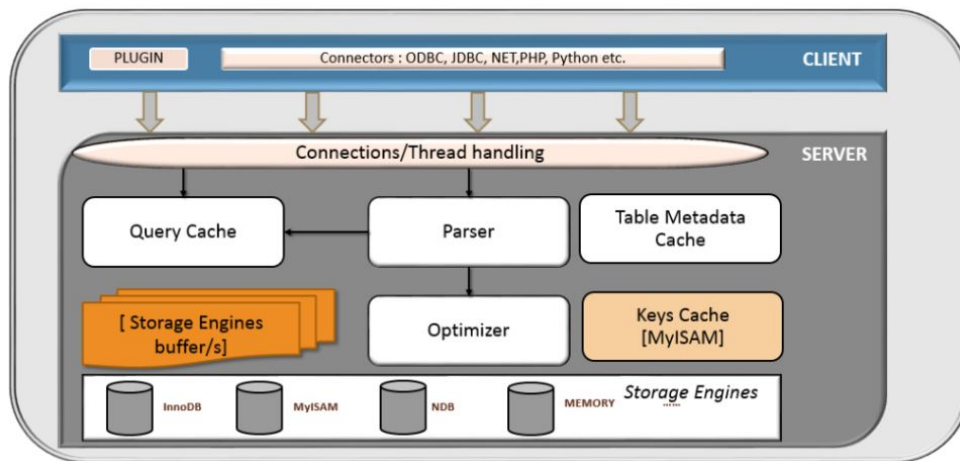 PLUGIN
Connectors : ODBC, JDBC, NET,PHP, Python etc.
CLIENT
Connections/Thread handling
SERVER
Query Cache
Parser
Table Metadata
Cache
[ Storage Engines
buffer/s]
Optimizer
Keys Cache
[MyISAM]
InnoDB
MyISAM
NDB
MEMORY
Storage Engines
......